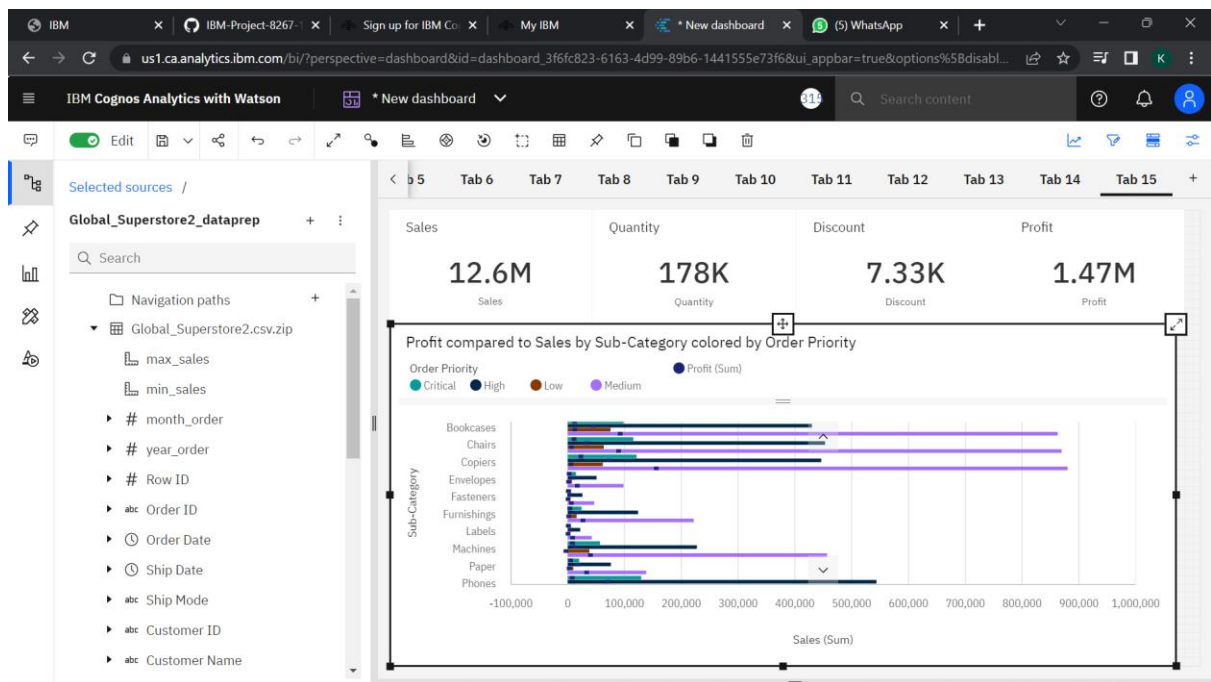 IBM
IBM-Project-8267-1
Sign up for IBM Co
My IBM
* New dashboard
(5) WhatsApp
us1.ca.analytics.ibm.com/bi/?perspective=dashboard&id=dashboard_3f6fc823-6163-4d99-89b6-1441555e73f6&ui_appbar=true&options%5Bdisabl...
K
IBM Cognos Analytics with Watson
* New dashboard
315
Search content
Edit
Selected sources /
b 5 Tab 6 Tab 7 Tab 8 Tab 9 Tab 10 Tab 11 Tab 12 Tab 13 Tab 14 Tab 15 +
Global_Superstore2_dataprep
Search
Navigation paths
Global_Superstore2.csv.zip
max_sales
min_sales
# month_order
# year_order
# Row ID
abc Order ID
Order Date
Ship Date
abc Ship Mode
abc Customer ID
abc Customer Name
Sales
12.6M
Sales
Quantity
178K
Quantity
Discount
7.33K
Discount
Profit
1.47M
Profit
Profit compared to Sales by Sub-Category colored by Order Priority
Order Priority
Profit (Sum)
Critical High Low Medium
Sub-Category
Bookcases
Chairs
Copiers
Envelopes
Fasteners
Furnishings
Labels
Machines
Paper
Phones
-100,000 0 100,000 200,000 300,000 400,000 500,000 600,000 700,000 800,000 900,000 1,000,000
Sales (Sum)